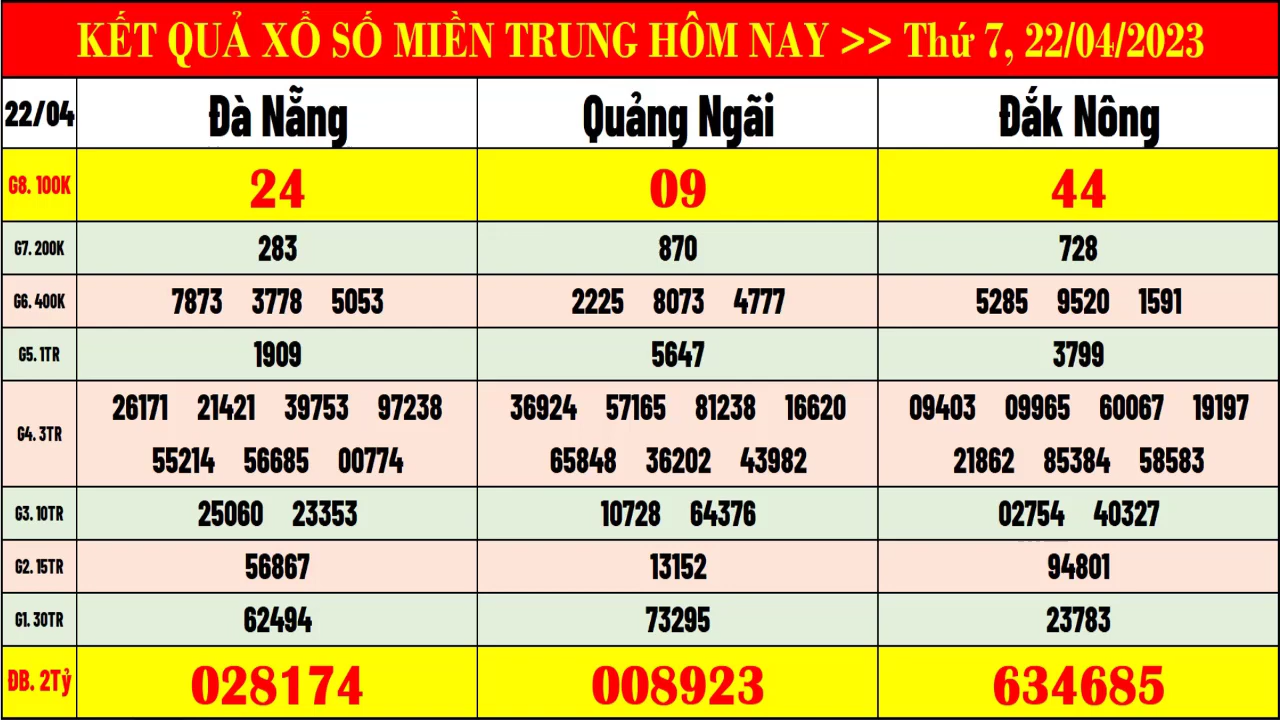 KẾT QUẢ XỔ SỐ MIỀN TRUNG HÔM NAY >> Thứ 7, 22/04/2023
22/04 Đà Nẵng Quảng Ngãi Đắk Nông
G8. 100K 24 09 44
G7. 200K 283 870 728
G6. 400K 7873 3778 5053 2225 8073 4777 5285 9520 1591
G5. 1TR 1909 5647 3799
G4. 3TR 26171 21421 39753 97238 36924 57165 81238 16620 09403 09965 60067 19197
55214 56685 00774 65848 36202 43982 21862 85384 58583
G3. 10TR 25060 23353 10728 64376 02754 40327
G2. 15TR 56867 13152 94801
G1. 30TR 62494 73295 23783
ĐB. 2Tỷ 028174 008923 634685